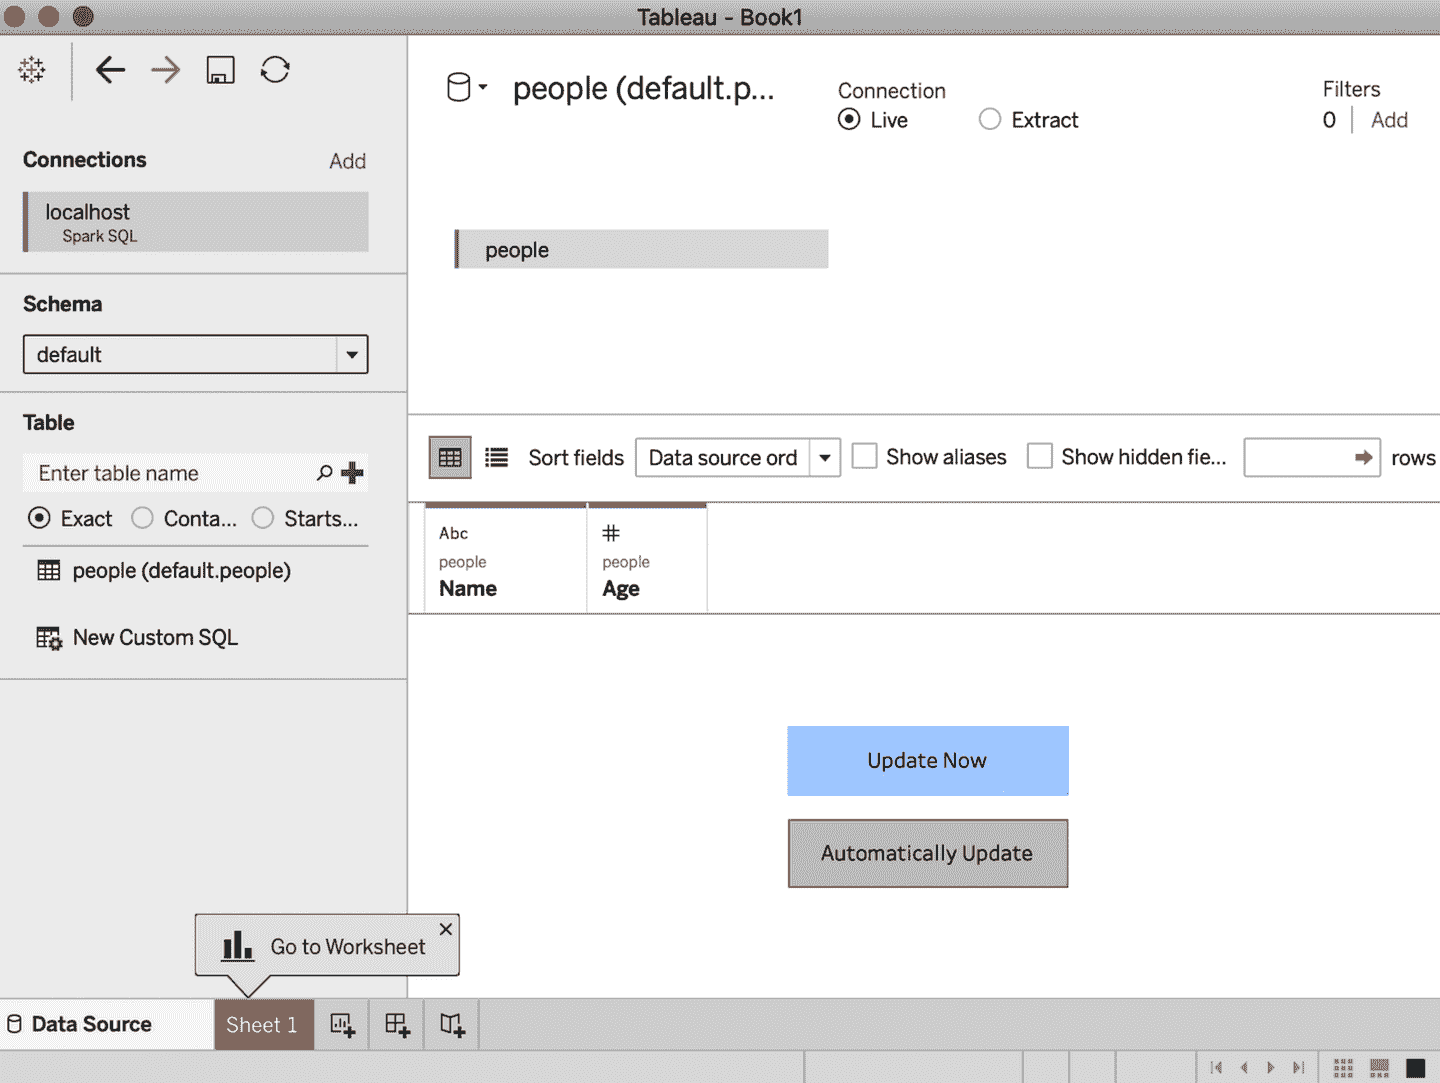 Tableau - Book1
Connections Add
localhost
Spark SQL
Schema
default
Table
Enter table name
Exact Conta... Starts...
people (default.people)
New Custom SQL
people (default.p...
Connection
Live Extract
Filters
0 Add
people
Sort fields Data source ord Show aliases Show hidden fie... rows
Abc
people
Name
#
people
Age
Update Now
Automatically Update
Go to Worksheet
Data Source Sheet 1